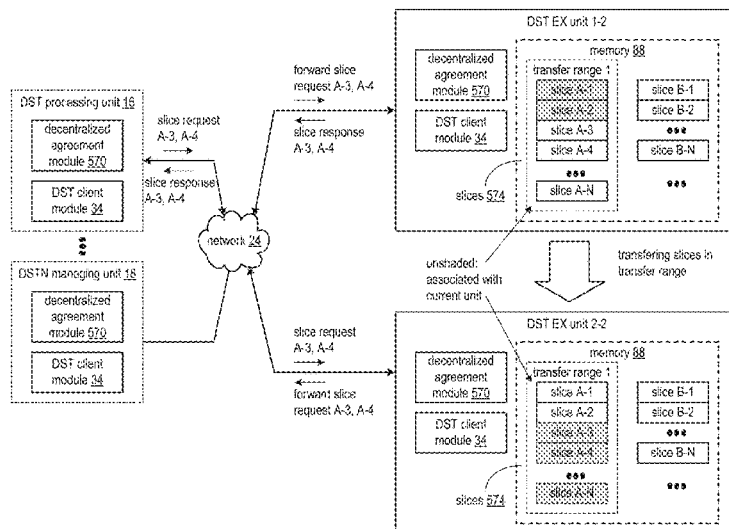 DST EX unit 1-2
memory 88
transfer range 1
decentralized
agreement
module 570
DST client
module 34
slice A-1
slice A-2
slice A-3
slice A-4
slice A-N
slice B-1
slice B-2
slice B-N
slices 574
forward slice
request A-3, A-4
slice response
A-3, A-4
DST processing unit 16
decentralized
agreement
module 570
DST client
module 34
slice request
A-3, A-4
slice response
A-3, A-4
network 24
DSTN managing unit 18
decentralized
agreement
module 570
DST client
module 34
unshaded:
associated with
current unit
transferring slices in
transfer range
slice request
A-3, A-4
forward slice
request A-3, A-4
DST EX unit 2-2
memory 88
transfer range 1
decentralized
agreement
module 570
DST client
module 34
slice A-1
slice A-2
slice A-3
slice A-4
slice A-N
slice B-1
slice B-2
slice B-N
slices 574